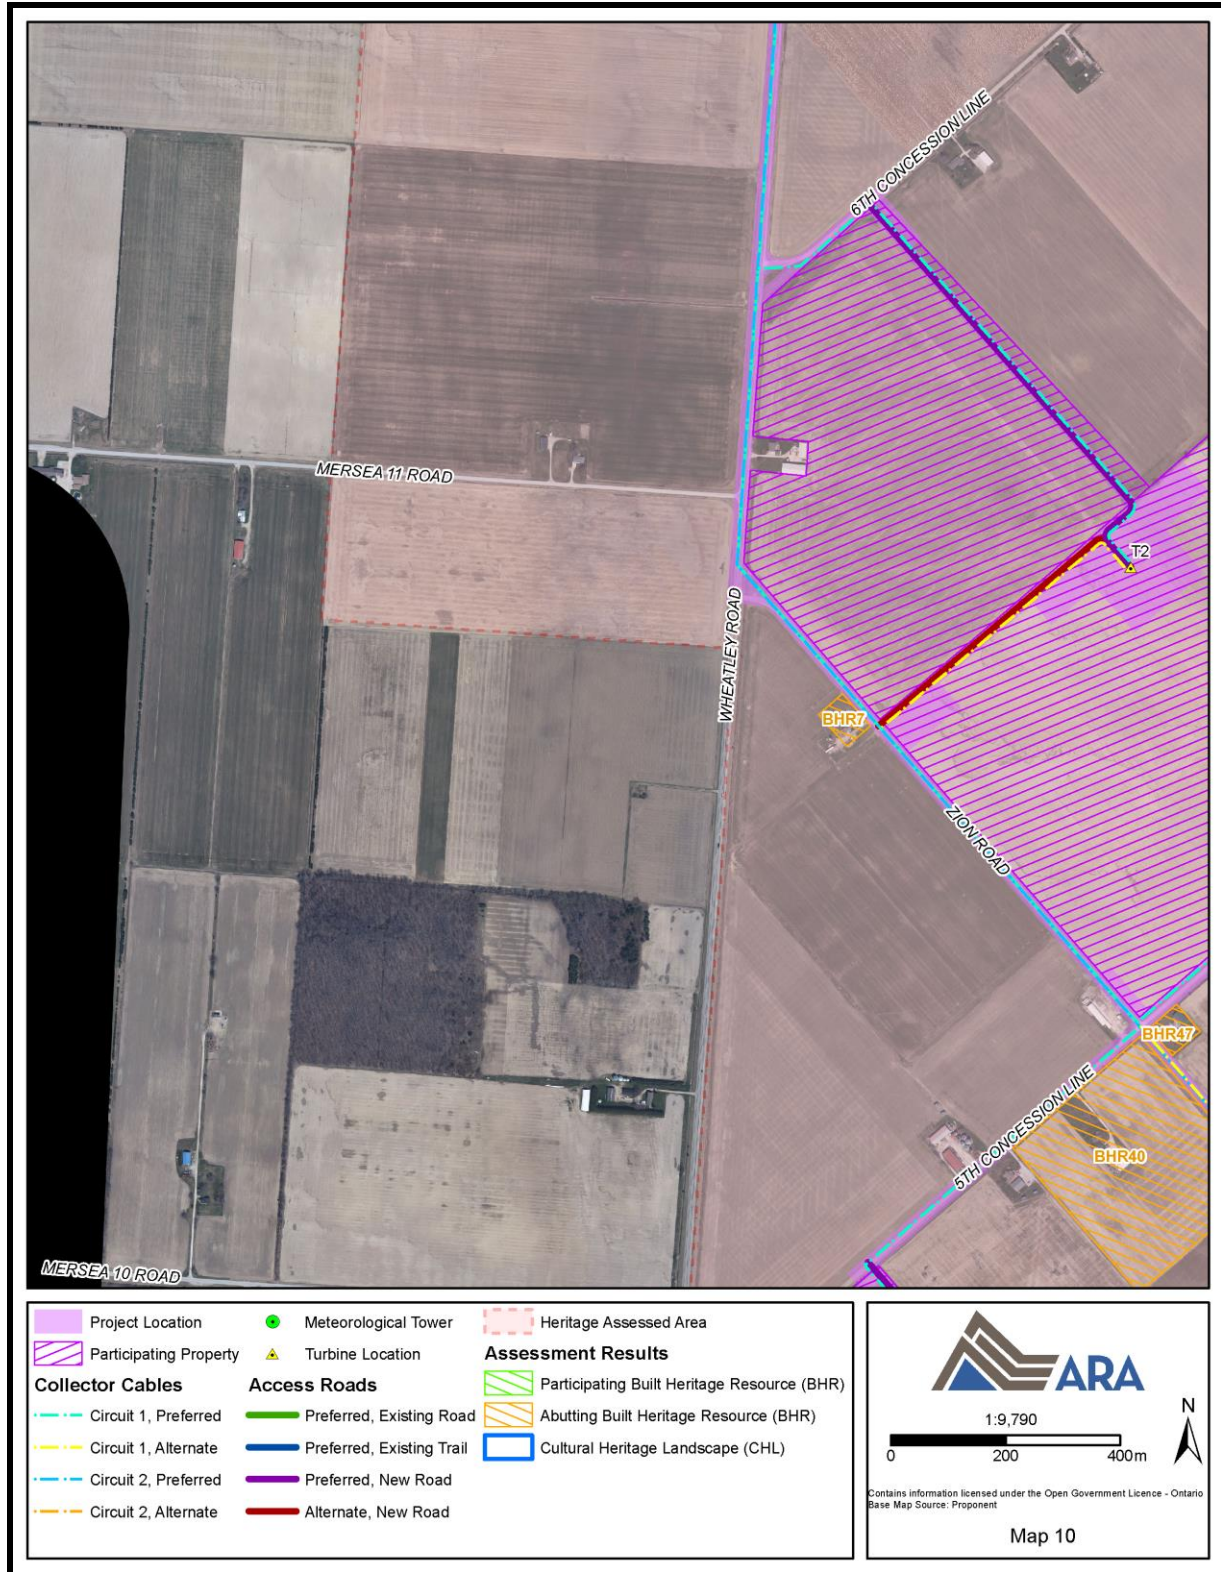 6TH CONCESSION LINE
MERSEA 11 ROAD
T2
WHEATLEY ROAD
BHR7
ZION ROAD
BHR47
5TH CONCESSION LINE
BHR40
MERSEA 10 ROAD
Project Location
Participating Property
Collector Cables
Circuit 1, Preferred
Circuit 1, Alternate
Circuit 2, Preferred
Circuit 2, Alternate
Meteorological Tower
Turbine Location
Access Roads
Preferred, Existing Road
Preferred, Existing Trail
Preferred, New Road
Alternate, New Road
Heritage Assessed Area
Assessment Results
Participating Built Heritage Resource (BHR)
Abutting Built Heritage Resource (BHR)
Cultural Heritage Landscape (CHL)
ARA
N
1:9,790
0 200 400 m
Contains information licensed under the Open Government Licence - Ontario
Base Map Source: Proponent
Map 10